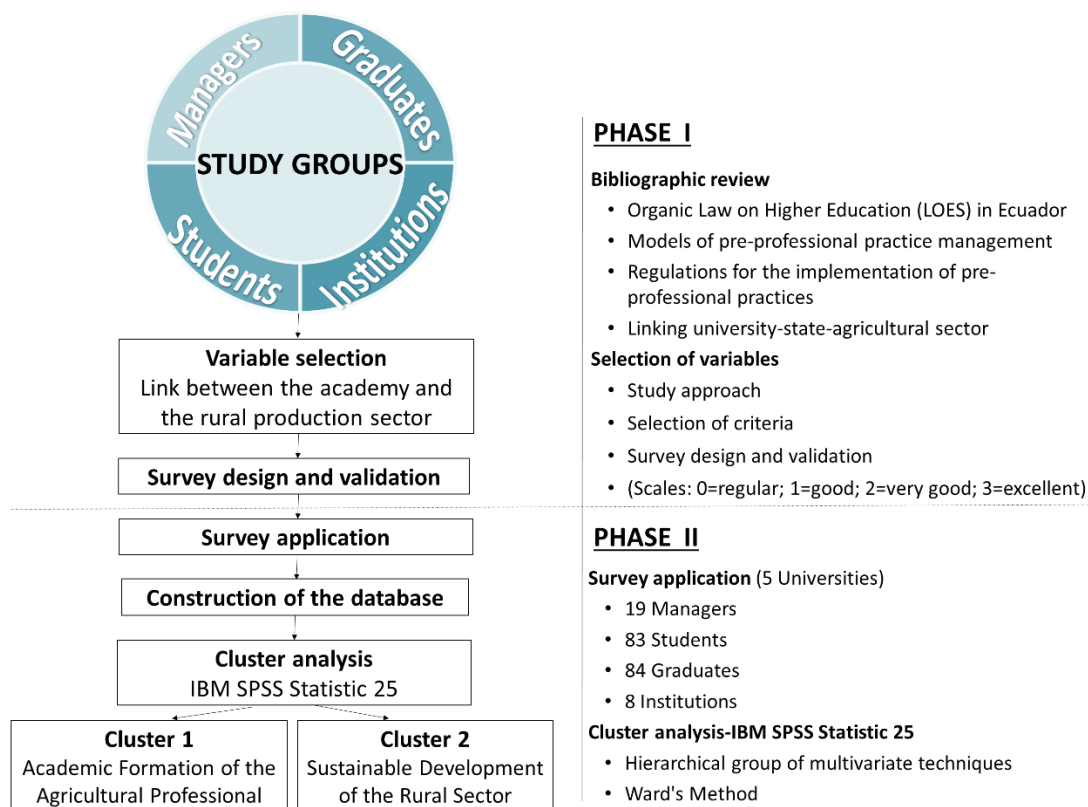 Managers
Graduates
STUDY GROUPS
Students
Institutions
Variable selection
Link between the academy and
the rural production sector
Survey design and validation
Survey application
Construction of the database
Cluster analysis
IBM SPSS Statistic 25
Cluster 1
Academic Formation of the
Agricultural Professional
Cluster 2
Sustainable Development
of the Rural Sector
PHASE I
Bibliographic review
• Organic Law on Higher Education (LOES) in Ecuador
• Models of pre-professional practice management
• Regulations for the implementation of pre-
professional practices
• Linking university-state-agricultural sector
Selection of variables
• Study approach
• Selection of criteria
• Survey design and validation
• (Scales: 0=regular; 1=good; 2=very good; 3=excellent)
PHASE II
Survey application (5 Universities)
• 19 Managers
• 83 Students
• 84 Graduates
• 8 Institutions
Cluster analysis-IBM SPSS Statistic 25
• Hierarchical group of multivariate techniques
• Ward's Method